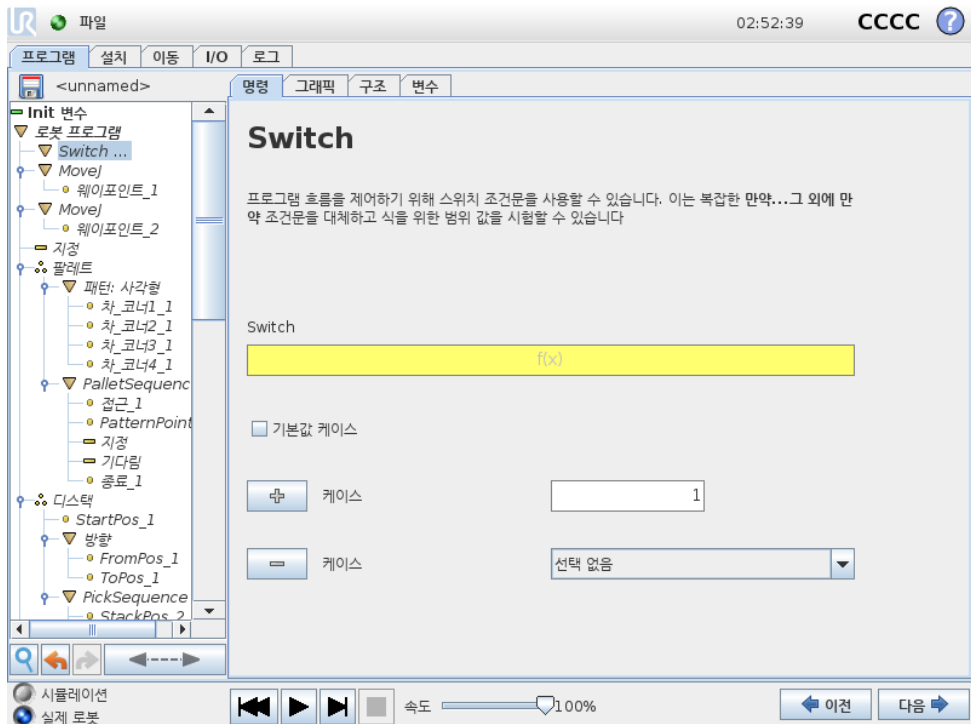 UR 파일 02:52:39 CCCC ?
프로그램 설치 이동 I/O 로그
<unnamed>
명령 그래픽 구조 변수
Init 변수
로봇 프로그램
Switch ...
MoveJ
웨이포인트_1
MoveJ
웨이포인트_2
지정
팔레트
패턴: 사각형
차_코너1_1
차_코너2_1
차_코너3_1
차_코너4_1
PalletSequenc
접근_1
PatternPoint
지정
기다림
종료_1
디스택
StartPos_1
방향
FromPos_1
ToPos_1
PickSequence
StackPos_2
Switch
프로그램 흐름를 제어하기 위해 스위치 조건문을 사용할 수 있습니다. 이는 복잡한 만약...그 외에 만
약 조건문을 대체하고 식을 위한 범위 값을 시험할 수 있습니다
Switch
f(x)
기본값 케이스
케이스 1
케이스 선택 없음
시뮬레이션
실제 로봇
속도 100%
이전 다음